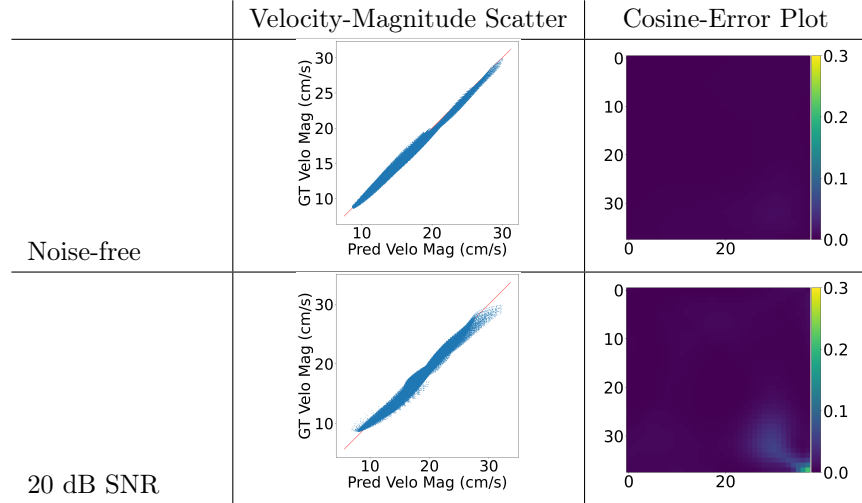 Velocity-Magnitude Scatter
Cosine-Error Plot
Noise-free
GT Velo Mag (cm/s)
30
25
20
15
10
10 20 30
Pred Velo Mag (cm/s)
0
10
20
30
0 20
0.3
0.2
0.1
0.0
20 dB SNR
GT Velo Mag (cm/s)
30
20
10
10 20 30
Pred Velo Mag (cm/s)
0
10
20
30
0 20
0.3
0.2
0.1
0.0